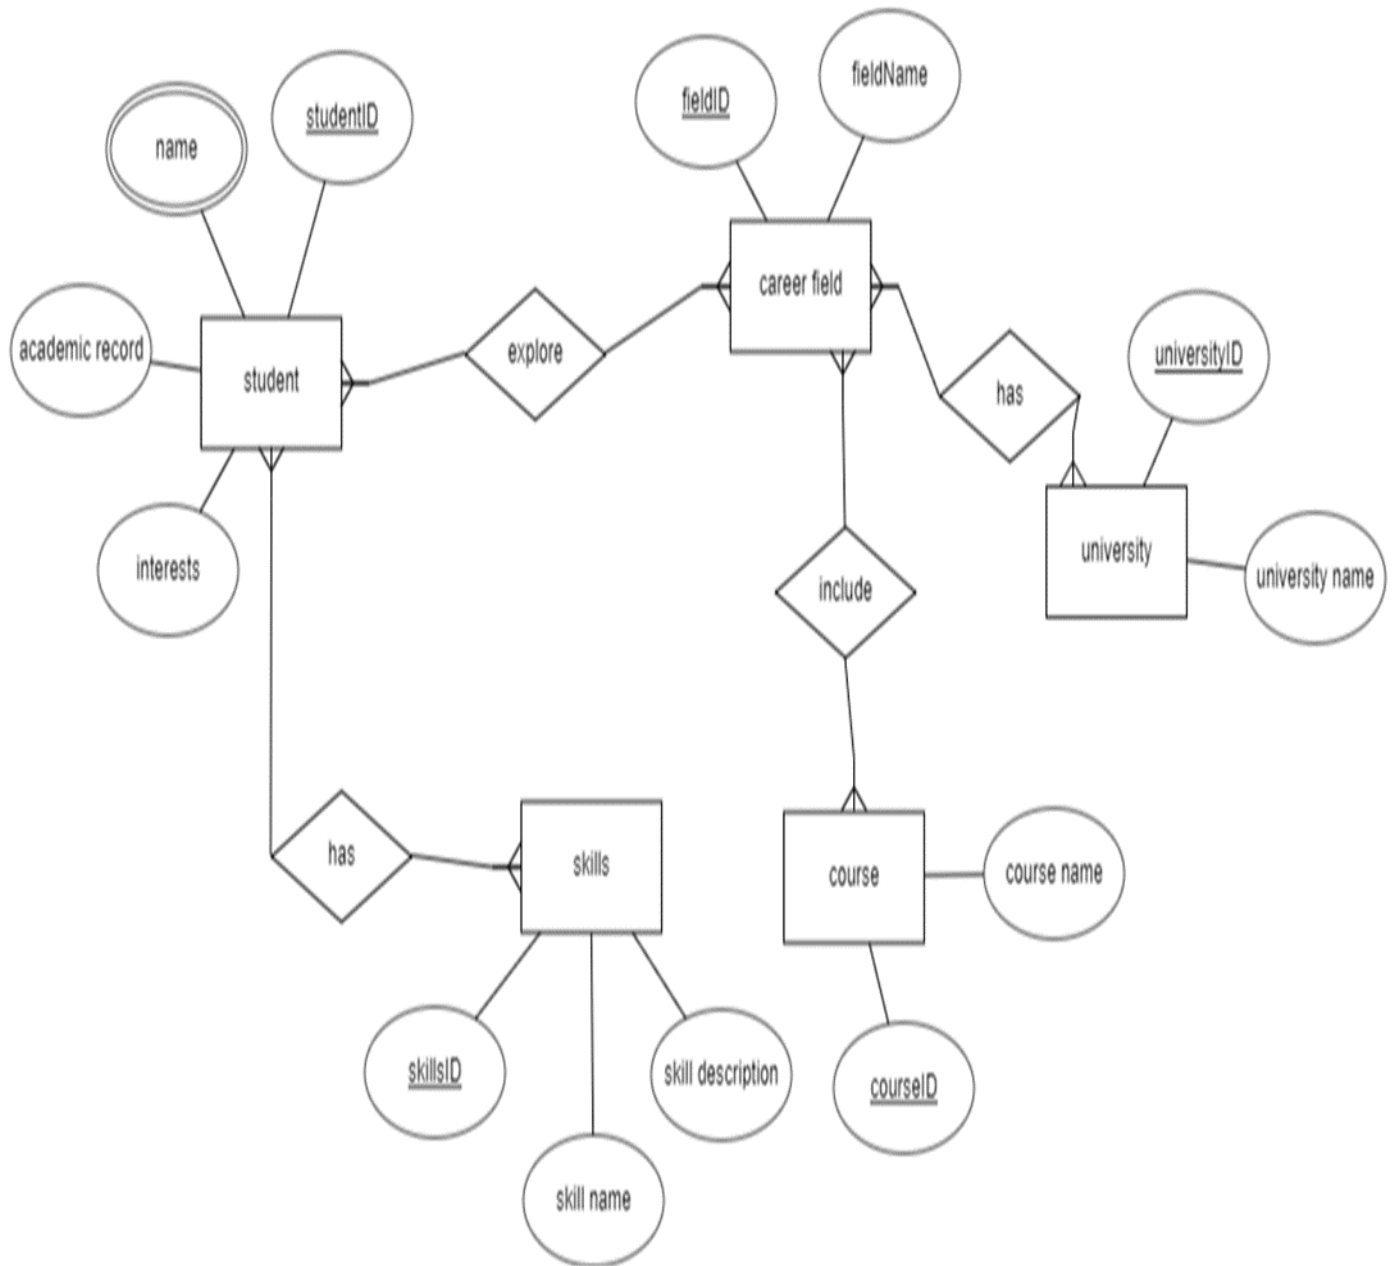 fieldName
fieldID
studentID
name
career field
academic record
student
explore
has
universityID
university
university name
interests
include
has
skills
course
course name
skillsID
skill description
courseID
skill name